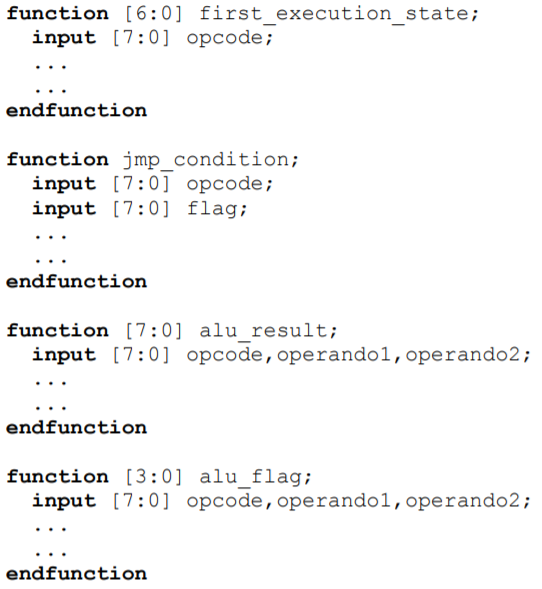 function [6:0] first_execution_state;
  input [7:0] opcode;
  ...
  ...
endfunction

function jmp_condition;
  input [7:0] opcode;
  input [7:0] flag;
  ...
  ...
endfunction

function [7:0] alu_result;
  input [7:0] opcode,operando1,operando2;
  ...
  ...
endfunction

function [3:0] alu_flag;
  input [7:0] opcode,operando1,operando2;
  ...
  ...
endfunction